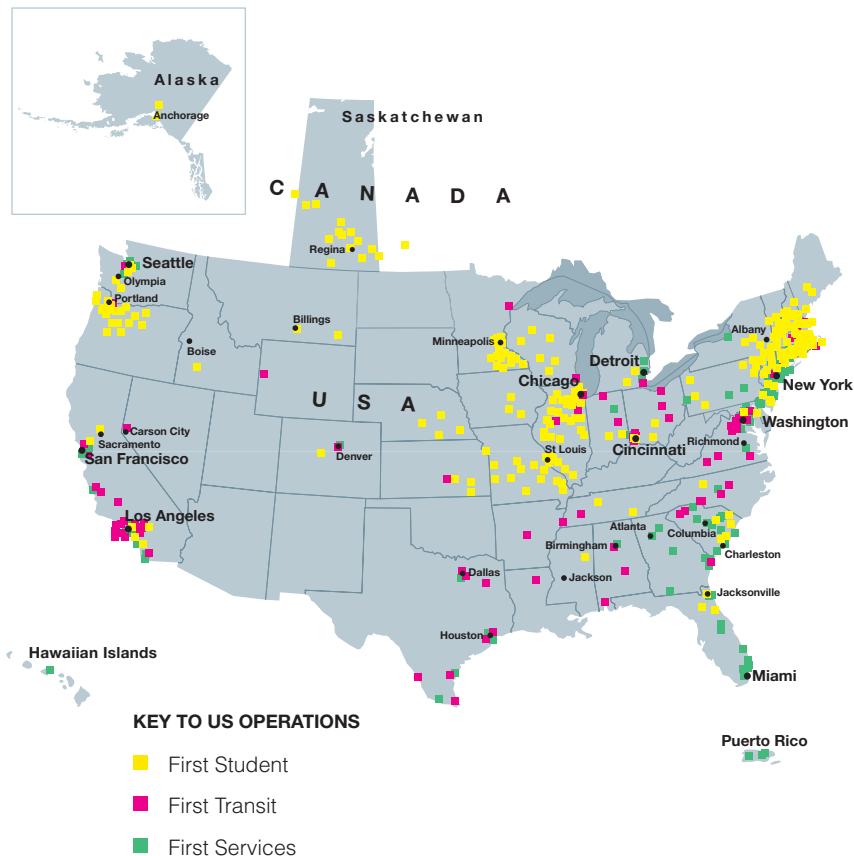 Alaska
Anchorage
Saskatchewan
CANADA
Regina
Seattle
Olympia
Portland
Billings
Minneapolis
Albany
Boise
Detroit
Chicago
New York
USA
Carson City
Sacramento
San Francisco
Denver
St Louis
Cincinnati
Washington
Richmond
Los Angeles
Atlanta
Columbia
Birmingham
Charleston
Dallas
Jackson
Jacksonville
Houston
Hawaiian Islands
Miami
KEY TO US OPERATIONS
Puerto Rico
First Student
First Transit
First Services